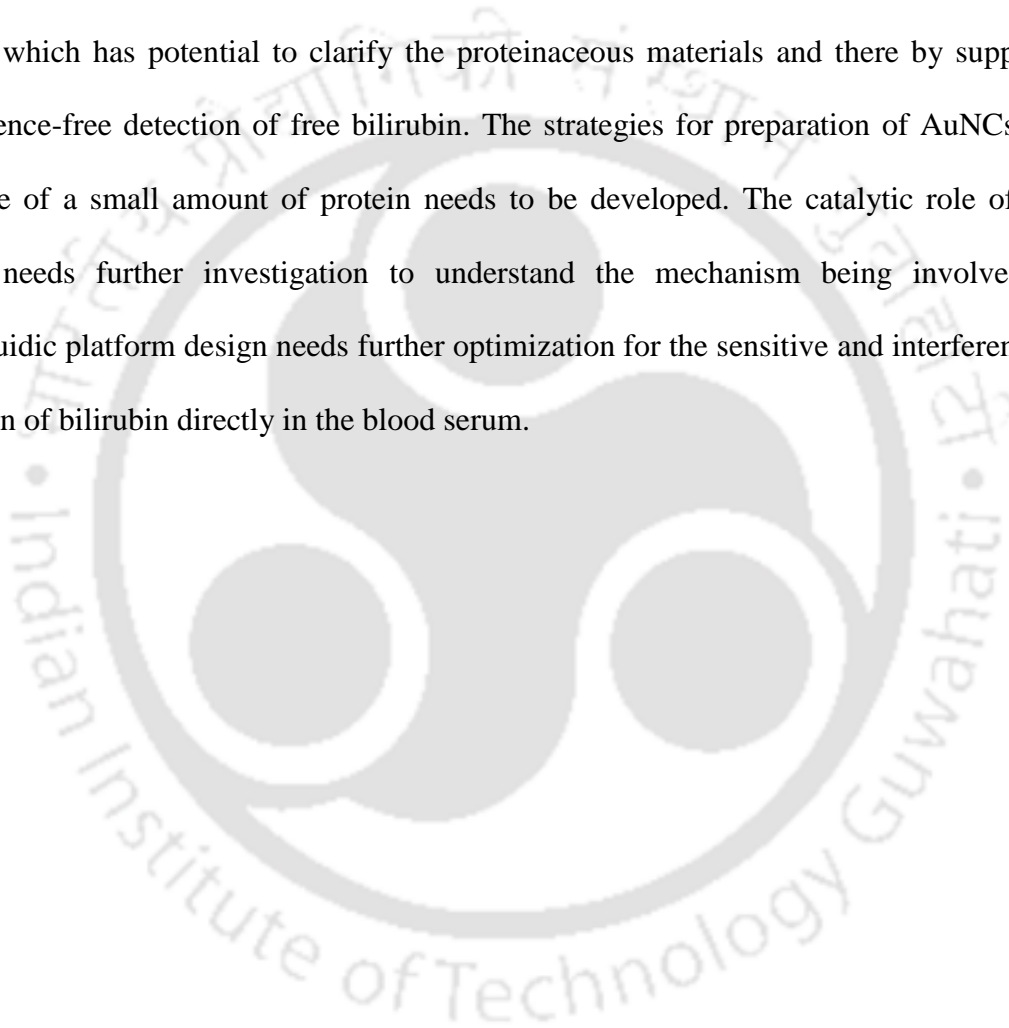 which has potential to clarify the proteinaceous materials and there by supp
ence-free detection of free bilirubin. The strategies for preparation of AuNCs
e of a small amount of protein needs to be developed. The catalytic role of
needs further investigation to understand the mechanism being involve
uidic platform design needs further optimization for the sensitive and interferen
n of bilirubin directly in the blood serum.
Indian Institute of Technology Guwahati